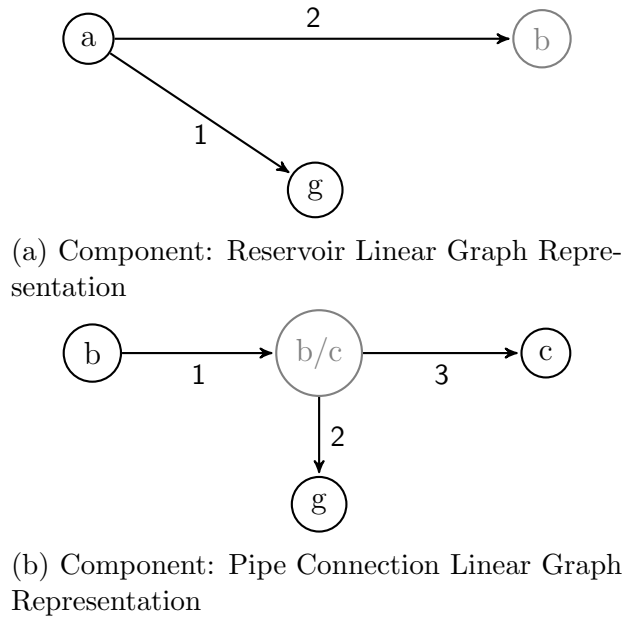 a
2
b
1
g
(a) Component: Reservoir Linear Graph Repre-
sentation
b
1
b/c
3
c
2
g
(b) Component: Pipe Connection Linear Graph
Representation